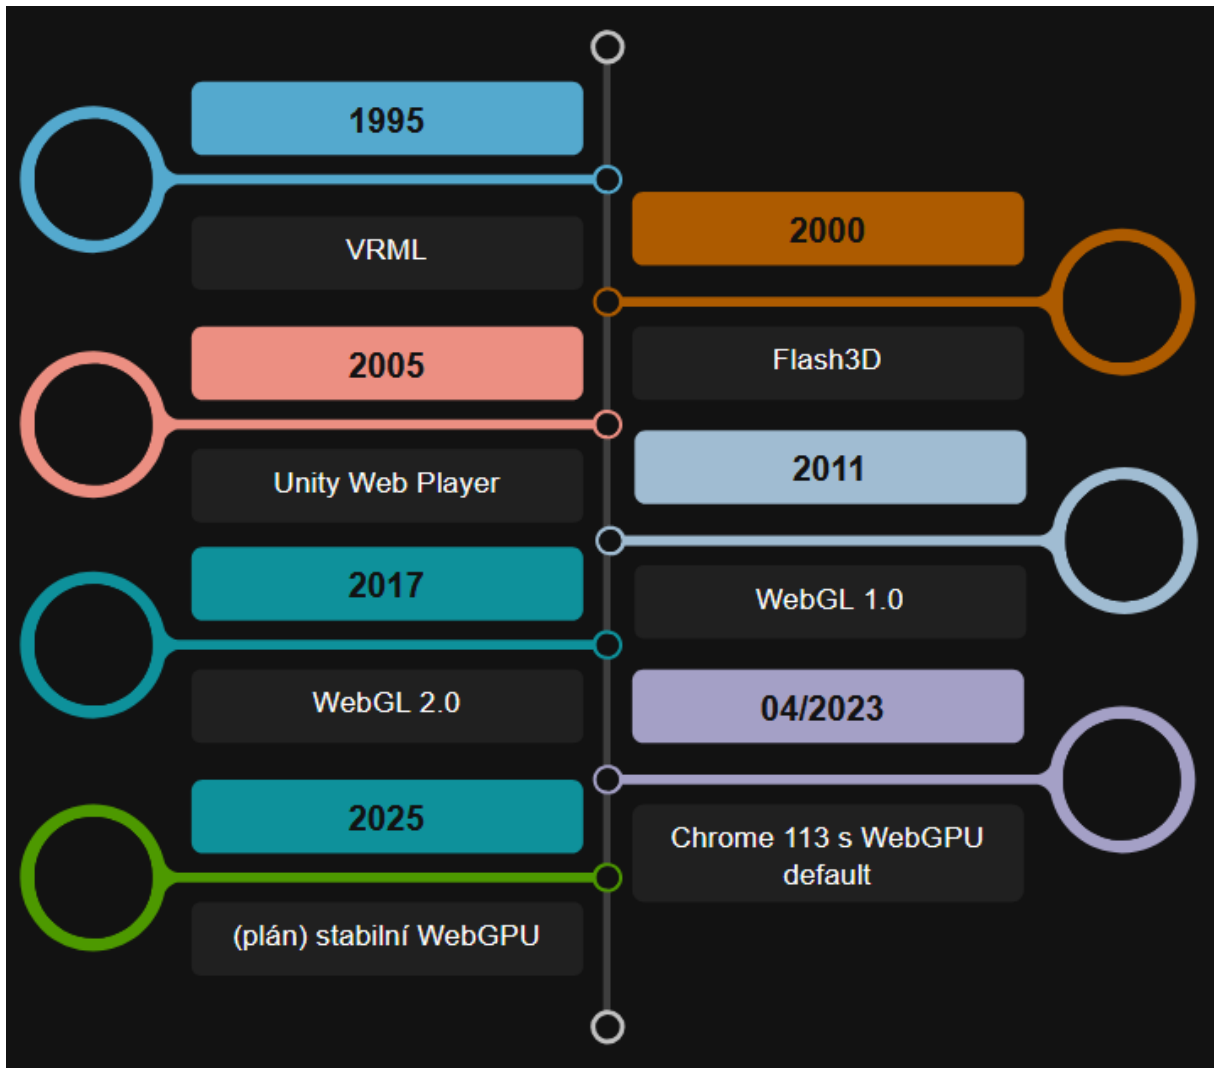 1995
VRML
2000
Flash3D
2005
Unity Web Player
2011
WebGL 1.0
2017
WebGL 2.0
04/2023
Chrome 113 s WebGPU
default
2025
(plán) stabilní WebGPU